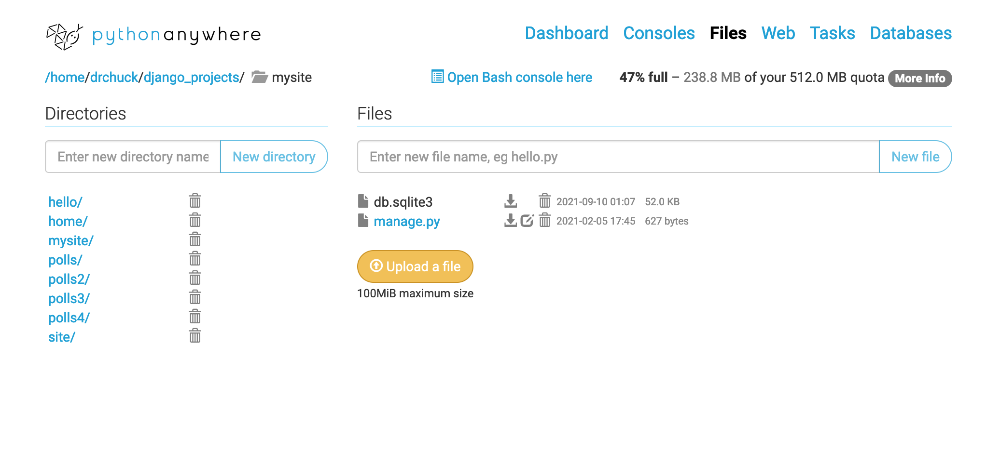 pythonanywhere
Dashboard Consoles Files Web Tasks Databases
/home/drchuck/django_projects/ mysite
Open Bash console here
47% full – 238.8 MB of your 512.0 MB quota More Info
Directories
Enter new directory name New directory
hello/
home/
mysite/
polls/
polls2/
polls3/
polls4/
site/
Files
Enter new file name, eg hello.py New file
db.sqlite3 2021-09-10 01:07 52.0 KB
manage.py 2021-02-05 17:45 627 bytes
Upload a file
100MiB maximum size